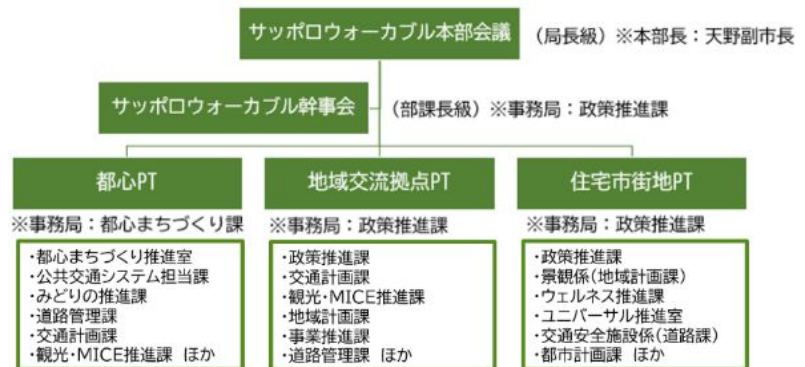 サッポロウォーカブル本部会議
(局長級)※本部長：天野副市長
サッポロウォーカブル幹事会
(部課長級)※事務局：政策推進課
都心PT
※事務局：都心まちづくり課
・都心まちづくり推進室
・公共交通システム担当課
・みどりの推進課
・道路管理課
・交通計画課
・観光・MICE推進課 ほか
地域交流拠点PT
※事務局：政策推進課
・政策推進課
・交通計画課
・観光・MICE推進課
・地域計画課
・事業推進課
・道路管理課 ほか
住宅市街地PT
※事務局：政策推進課
・政策推進課
・景観係(地域計画課)
・ウェルネス推進課
・ユニバーサル推進室
・交通安全施設係(道路課)
・都市計画課 ほか